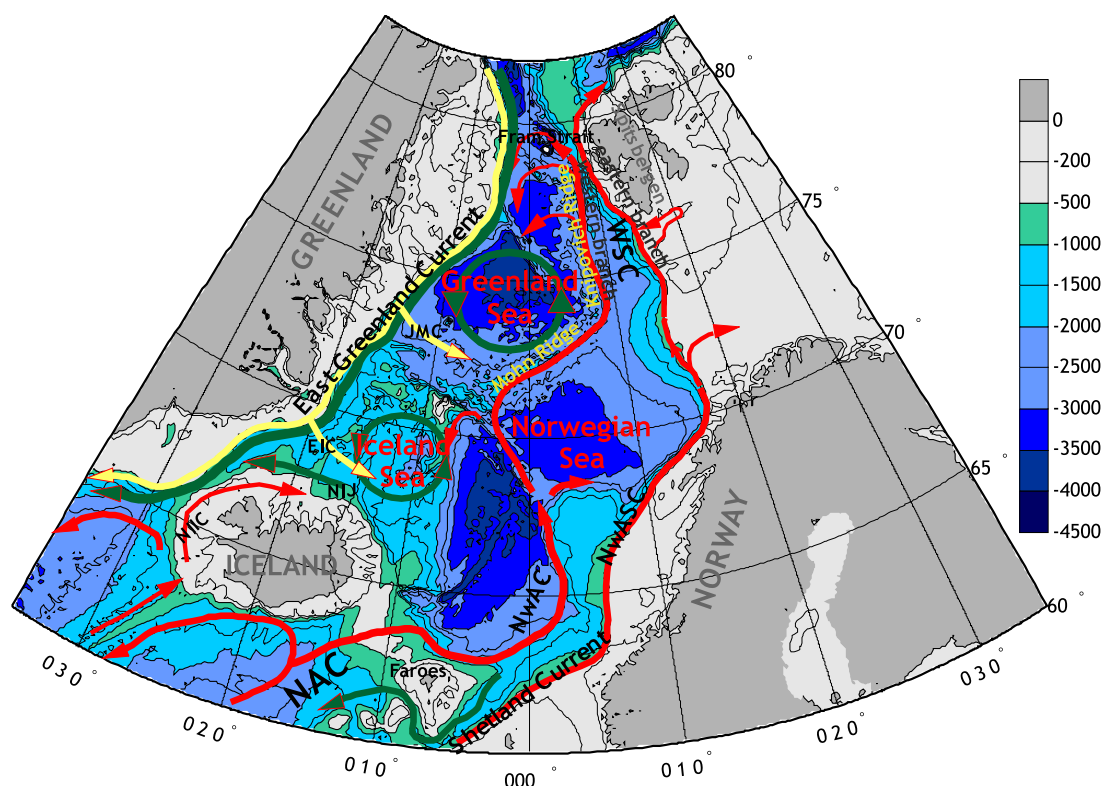 80°
0
-200
-500
-1000
-1500
-2000
-2500
-3000
-3500
-4000
-4500
GREENLAND
Fram Strait
Spitsbergen
75°
eastern branch
western branch
Knipowich Ridge
WSC
East Greenland Current
Greenland
Sea
JMC
70°
Mohn Ridge
Norwegian
Sea
EIC
Iceland
Sea
65°
NIJ
NIIC
ICELAND
NwASC
NORWAY
NwAC
60°
Faroes
NAC
Shetland Current
030°
020°
010°
000°
010°
020°
030°